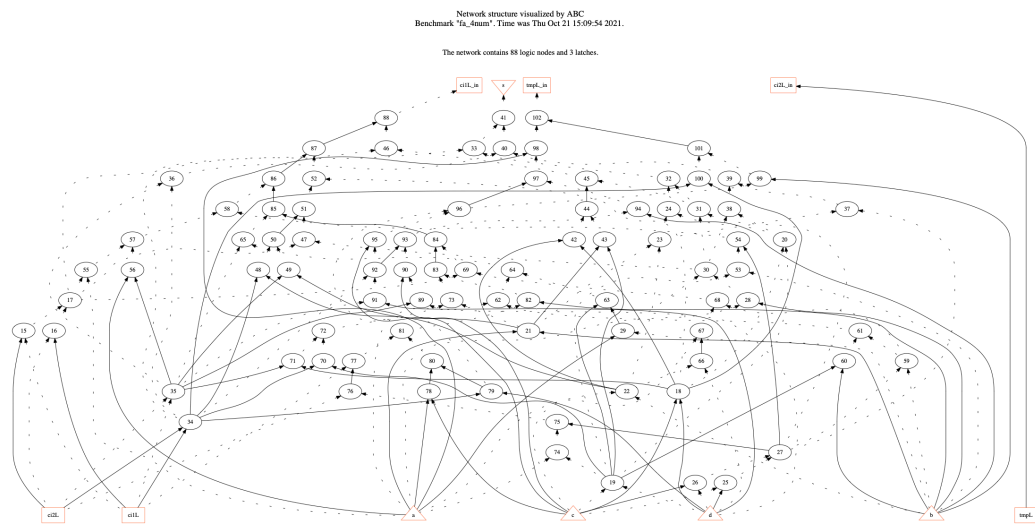 Network structure visualized by ABC
Benchmark "fa_4num". Time was Thu Oct 21 15:09:54 2021.
The network contains 88 logic nodes and 3 latches.
ci1L_in s tmpL_in ci2L_in
88 41 102
87 46 33 40 98 101
36 86 52 97 45 32 100 39 99
58 85 51 96 44 94 24 31 38 37
57 65 50 47 95 93 84 42 43 23 54 20
55 56 48 49 92 90 83 69 64 30 53
17 91 89 73 62 82 63 68 28
15 16 72 81 21 29 67 61
71 70 77 80 66 60 59
35 76 78 79 22 18
34 75
74 27
19 26 25
ci2L ci1L a c d b tmpL